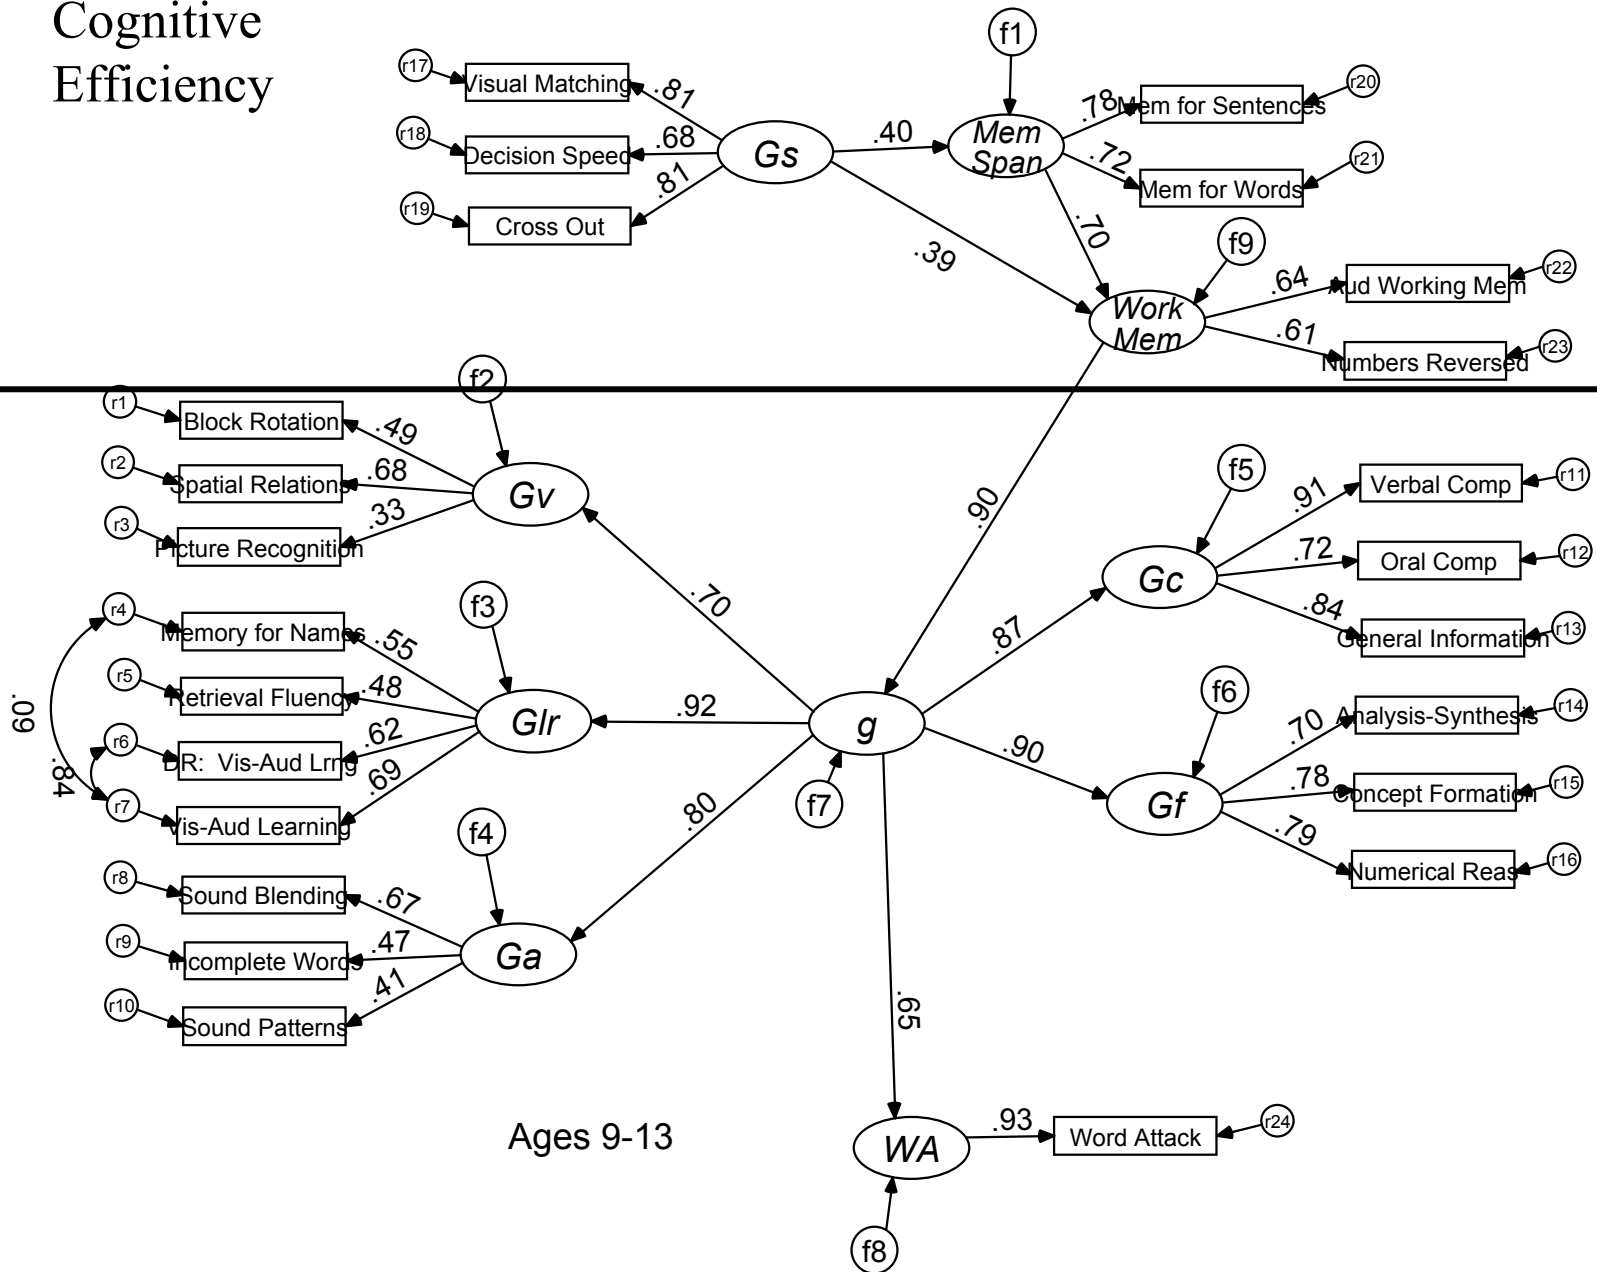 Cognitive
Efficiency
f1
r17
Visual Matching
.81
r18
Decision Speed
.68
r19
Cross Out
.81
Gs
.40
Mem
Span
.78
Mem for Sentences
r20
.72
Mem for Words
r21
.70
.39
f9
Work
Mem
.64
Aud Working Mem
r22
.61
Numbers Reversed
r23
f2
r1
Block Rotation
.49
r2
Spatial Relations
.68
r3
Picture Recognition
.33
Gv
.70
.90
f5
Gc
.91
Verbal Comp
r11
.72
Oral Comp
r12
.84
General Information
r13
.87
f3
r4
Memory for Names
.55
r5
Retrieval Fluency
.48
r6
DR: Vis-Aud Lrng
.62
r7
Vis-Aud Learning
.69
.09
.84
Glr
.92
g
f7
.90
f6
Gf
.70
Analysis-Synthesis
r14
.78
Concept Formation
r15
.79
Numerical Reas
r16
f4
r8
Sound Blending
.67
r9
Incomplete Words
.47
r10
Sound Patterns
.41
Ga
.80
.65
Ages 9-13
WA
.93
Word Attack
r24
f8